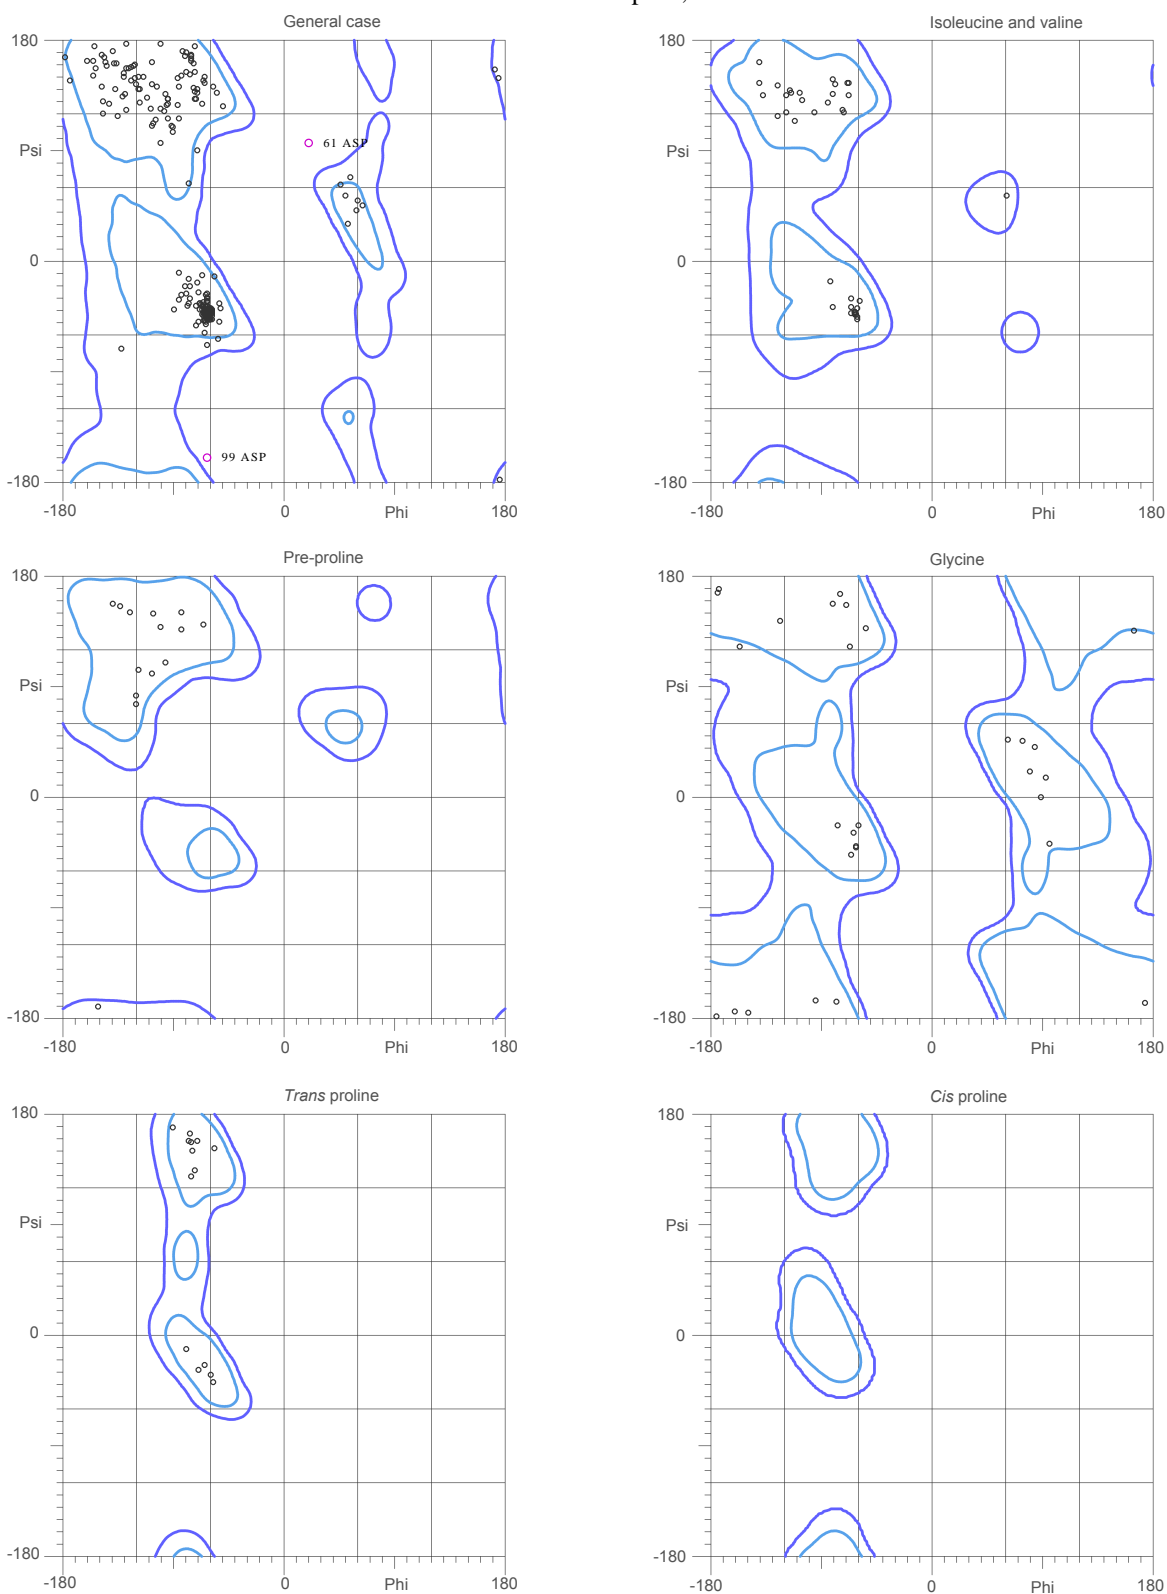 General case
180
Psi
0
-180
-180
0
Phi
180
61 ASP
99 ASP
Isoleucine and valine
180
Psi
0
-180
-180
0
Phi
180
Pre-proline
180
Psi
0
-180
-180
0
Phi
180
Glycine
180
Psi
0
-180
-180
0
Phi
180
Trans proline
180
Psi
0
-180
-180
0
Phi
180
Cis proline
180
Psi
0
-180
-180
0
Phi
180